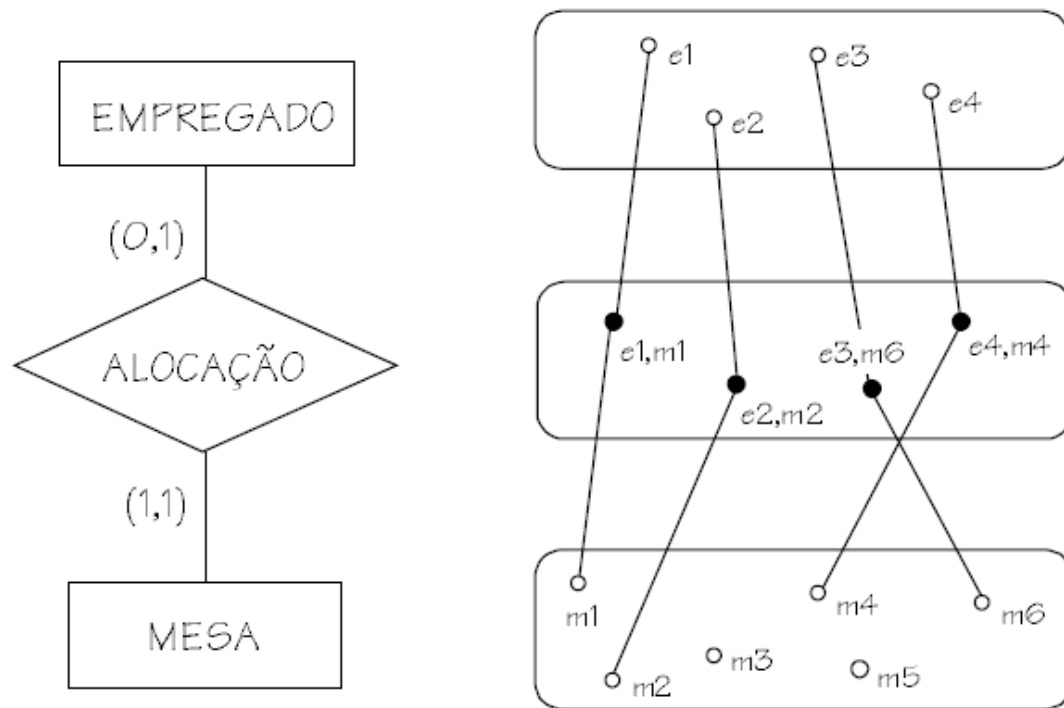 EMPREGADO
(0,1)
ALOCAÇÃO
(1,1)
MESA
e1
e3
e2
e4
e1,m1
e3,m6
e4,m4
e2,m2
m1
m4
m6
m3
m5
m2